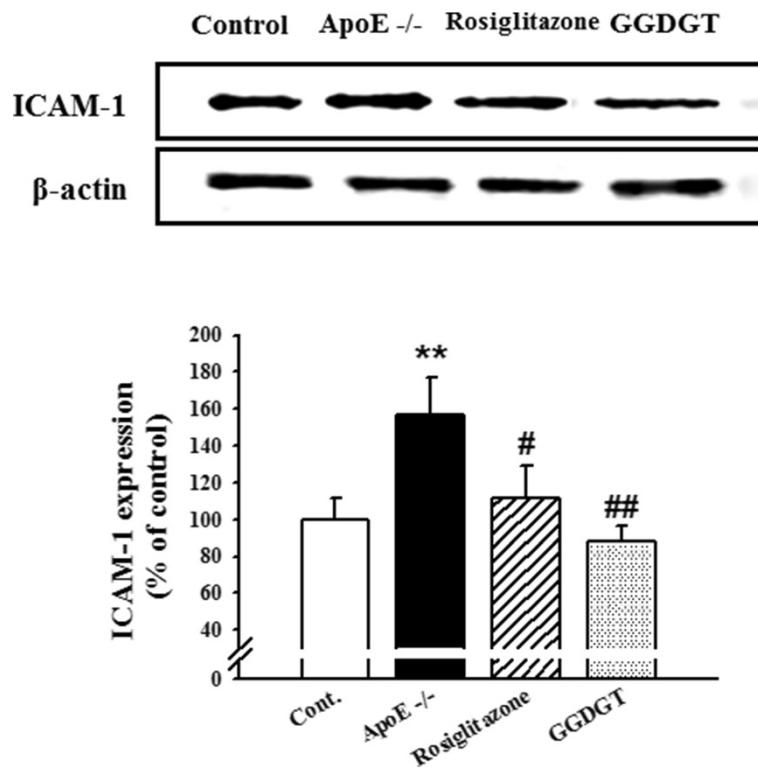 Control ApoE -/- Rosiglitazone GGDGT
ICAM-1
β-actin
ICAM-1 expression
(% of control)
200
180
160
140
120
100
80
60
40
0
**
#
##
Cont.
ApoE -/-
Rosiglitazone
GGDGT